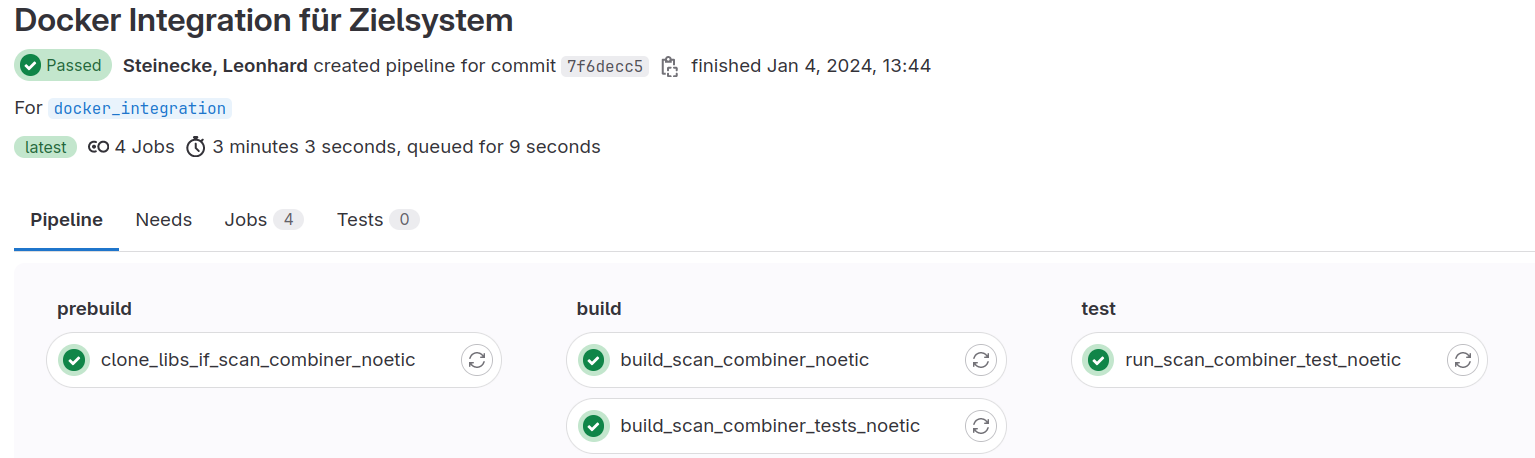 Docker Integration für Zielsystem
Passed Steinecke, Leonhard created pipeline for commit 7f6decc5 finished Jan 4, 2024, 13:44
For docker_integration
latest 4 Jobs 3 minutes 3 seconds, queued for 9 seconds
Pipeline Needs Jobs 4 Tests 0
prebuild build test
clone_libs_if_scan_combiner_noetic build_scan_combiner_noetic run_scan_combiner_test_noetic
build_scan_combiner_tests_noetic